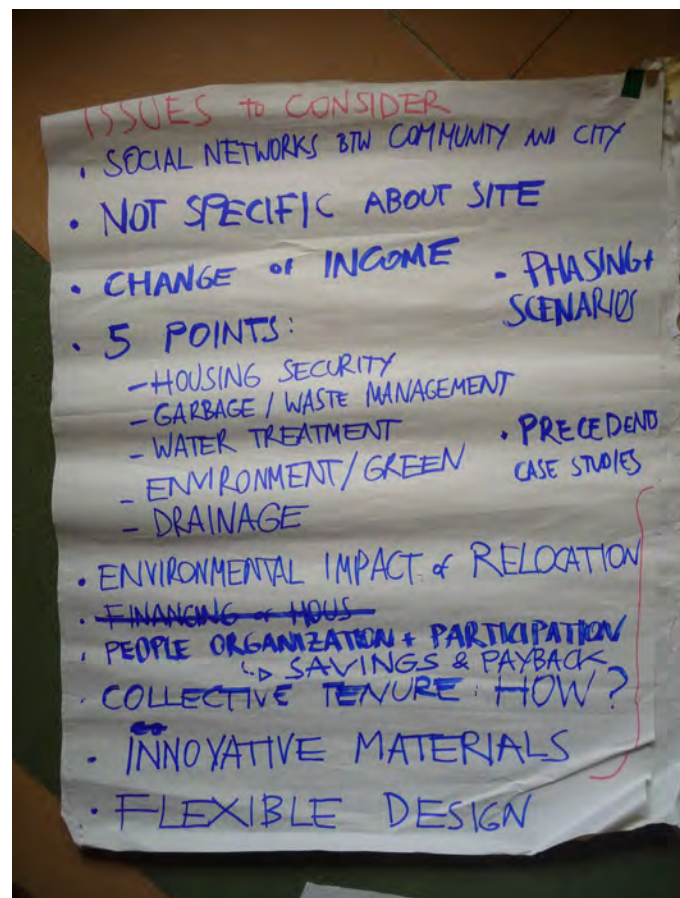 ISSUES to CONSIDER
• SOCIAL NETWORKS BTW COMMUNITY AND CITY
• NOT SPECIFIC ABOUT SITE
• CHANGE of INCOME
• PHASING +
SCENARIOS
• 5 POINTS:
- HOUSING SECURITY
- GARBAGE / WASTE MANAGEMENT
- WATER TREATMENT
- ENVIRONMENT/GREEN
- DRAINAGE
• PRECEDEND
CASE STUDIES
• ENVIRONMENTAL IMPACT of RELOCATION
• FINANCING of HOUS
• PEOPLE ORGANIZATION + PARTICIPATION
↳ SAVINGS & PAYBACK
• COLLECTIVE TENURE: HOW?
• INNOVATIVE MATERIALS
• FLEXIBLE DESIGN